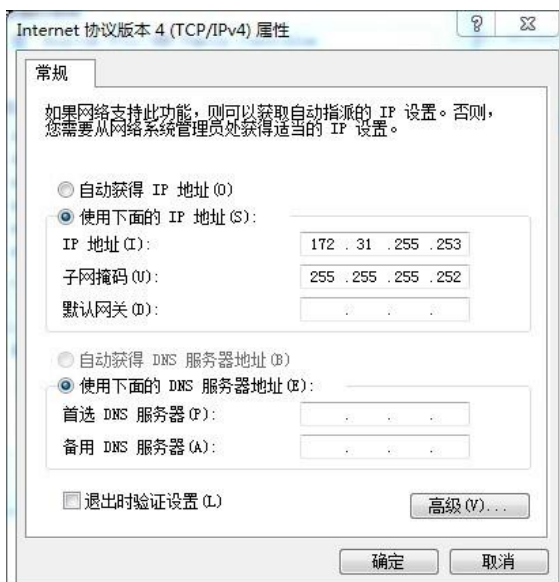 Internet 协议版本 4 (TCP/IPv4) 属性
常规
如果网络支持此功能，则可以获取自动指派的 IP 设置。否则，
您需要从网络系统管理员处获得适当的 IP 设置。
自动获得 IP 地址(O)
使用下面的 IP 地址(S):
IP 地址(I): 172 . 31 .255 .253
子网掩码(U): 255 .255 .255 .252
默认网关(D): . . .
自动获得 DNS 服务器地址(B)
使用下面的 DNS 服务器地址(E):
首选 DNS 服务器(P): . . .
备用 DNS 服务器(A): . . .
退出时验证设置(L)
高级(V)...
确定 取消